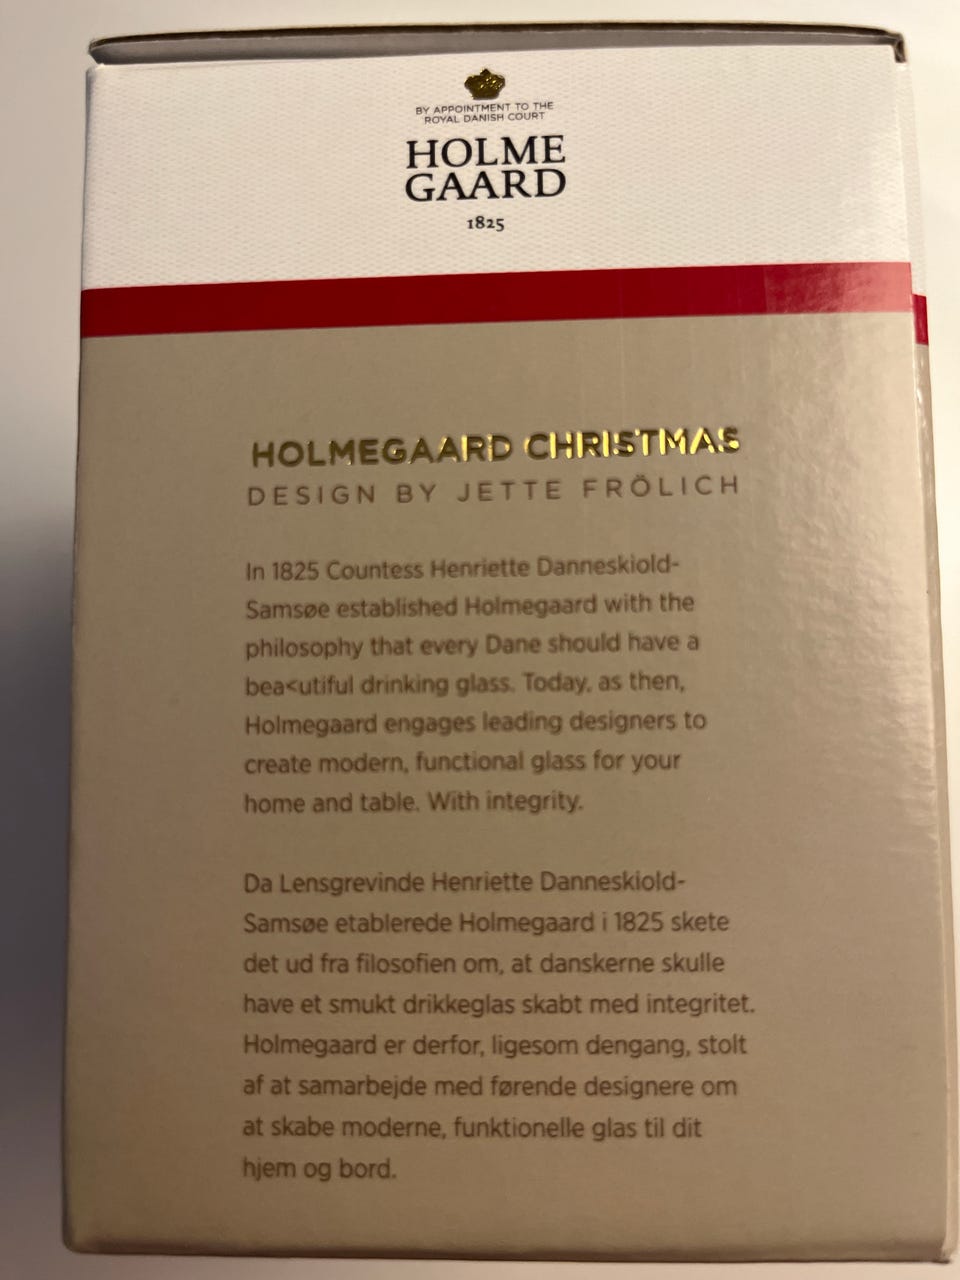 BY APPOINTMENT TO THE
ROYAL DANISH COURT
HOLME
GAARD
1825
HOLMEGAARD CHRISTMAS
DESIGN BY JETTE FRÖLICH
In 1825 Countess Henriette Danneskiold-
Samsøe established Holmegaard with the
philosophy that every Dane should have a
bea<utiful drinking glass. Today, as then,
Holmegaard engages leading designers to
create modern, functional glass for your
home and table. With integrity.
Da Lensgrevinde Henriette Danneskiold-
Samsøe etablerede Holmegaard i 1825 skete
det ud fra filosofien om, at danskerne skulle
have et smukt drikkeglas skabt med integritet.
Holmegaard er derfor, ligesom dengang, stolt
af at samarbejde med førende designere om
at skabe moderne, funktionelle glas til dit
hjem og bord.